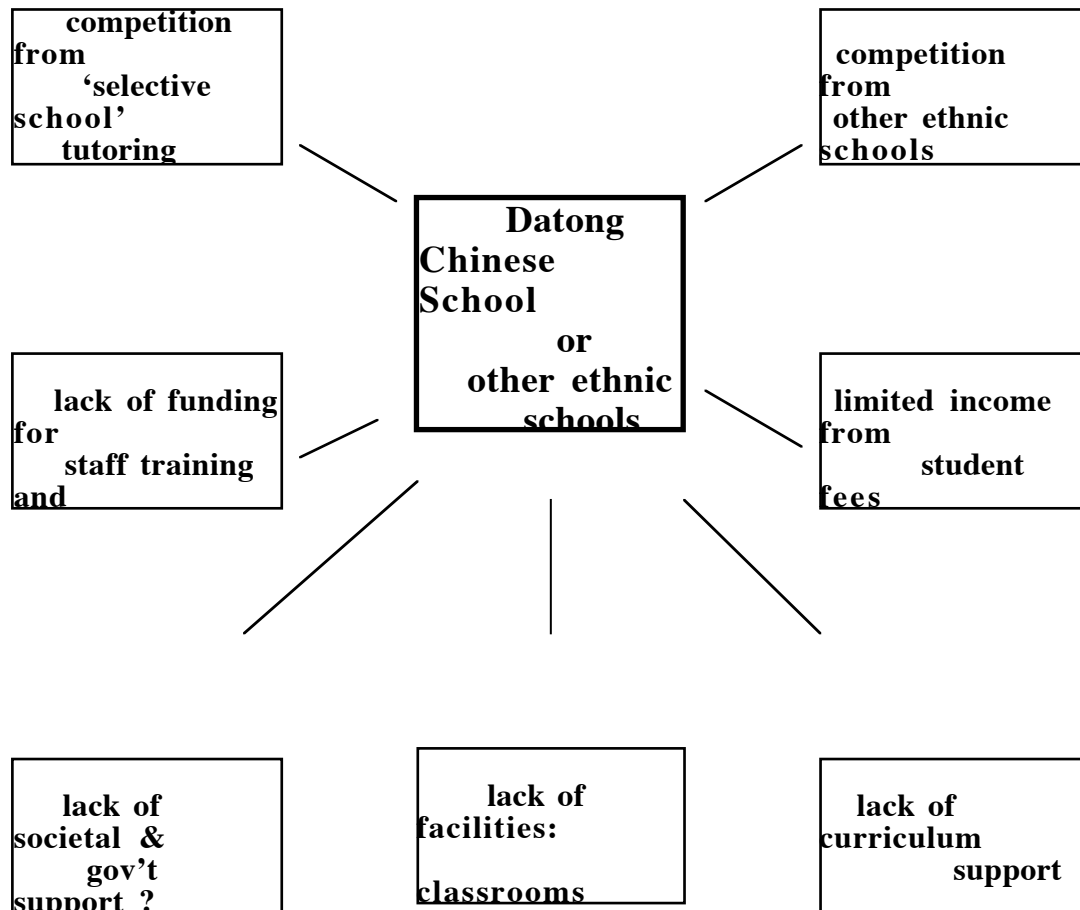 competition
from
‘selective
school’
tutoring
competition
from
other ethnic
schools
Datong
Chinese
School
or
other ethnic
schools
lack of funding
for
staff training
and
limited income
from
student
fees
lack of
societal &
gov’t
support ?
lack of
facilities:
classrooms
lack of
curriculum
support